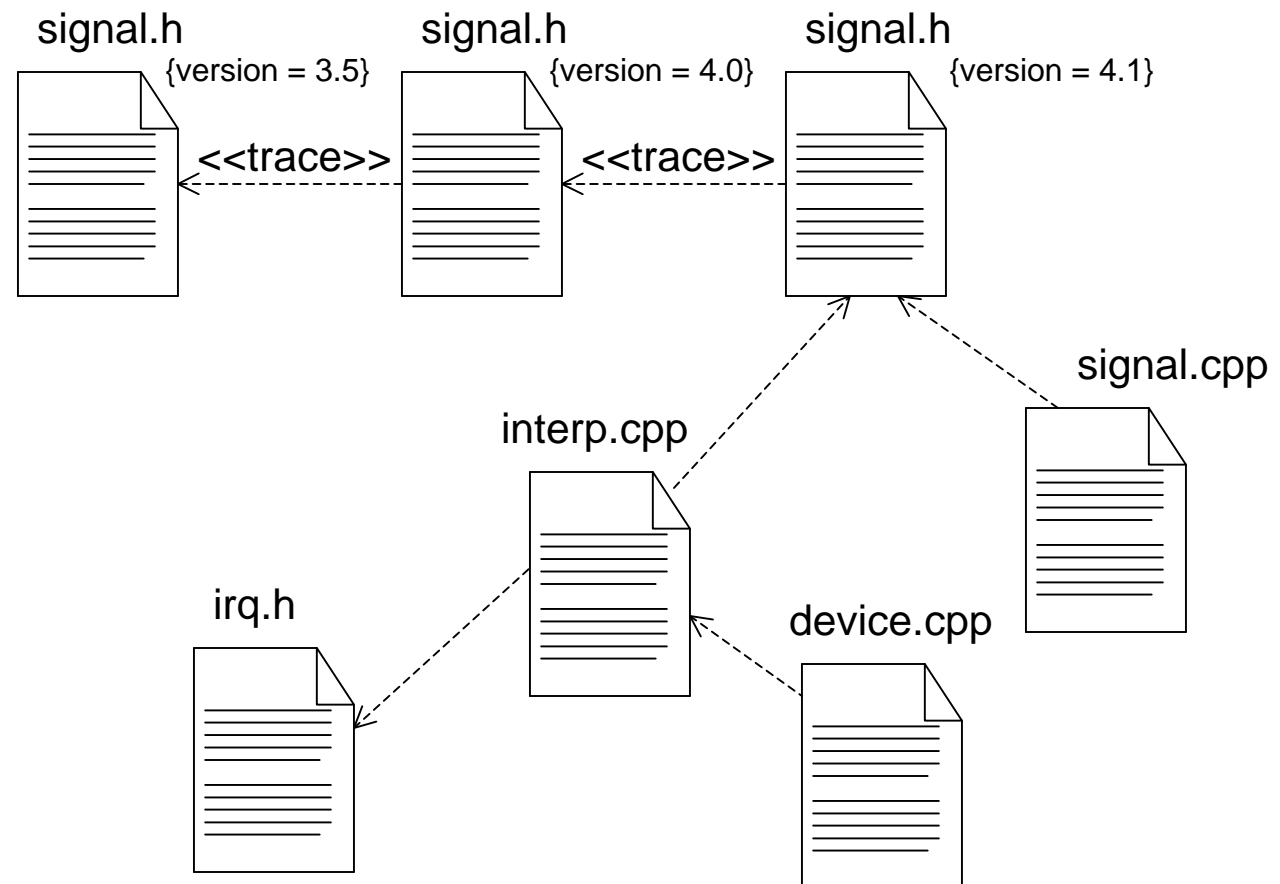 signal.h
signal.h
signal.h
{version = 3.5}
{version = 4.0}
{version = 4.1}
<<trace>>
<<trace>>
signal.cpp
interp.cpp
irq.h
device.cpp